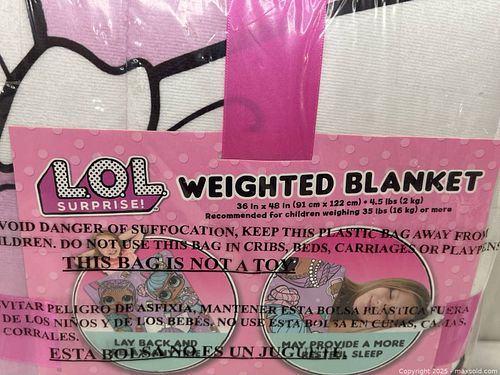 L.O.L.
SURPRISE!
WEIGHTED BLANKET
36 in x 48 in (91 cm x 122 cm) • 4.5 lbs (2 kg)
Recommended for children weighing 35 lbs (16 kg) or more
VOID DANGER OF SUFFOCATION, KEEP THIS PLASTIC BAG AWAY FROM
LDREN. DO NOT USE THIS BAG IN CRIBS, BEDS, CARRIAGES OR PLAYPENS
THIS BAG IS NOT A TOY.
VITAR PELIGRO DE ASFIXIA, MANTENER ESTA BOLSA PLÁSTICA FUERA
DE LOS NIÑOS Y DE LOS BEBÉS. NO USE ESTA BOLSA EN CUNAS, CAMAS,
CORRALES.
LAY BACK AND
MAY PROVIDE A MORE
RESTFUL SLEEP
ESTA BOLSA NO ES UN JUGUETE.
Copyright 2025 - maxsold.com